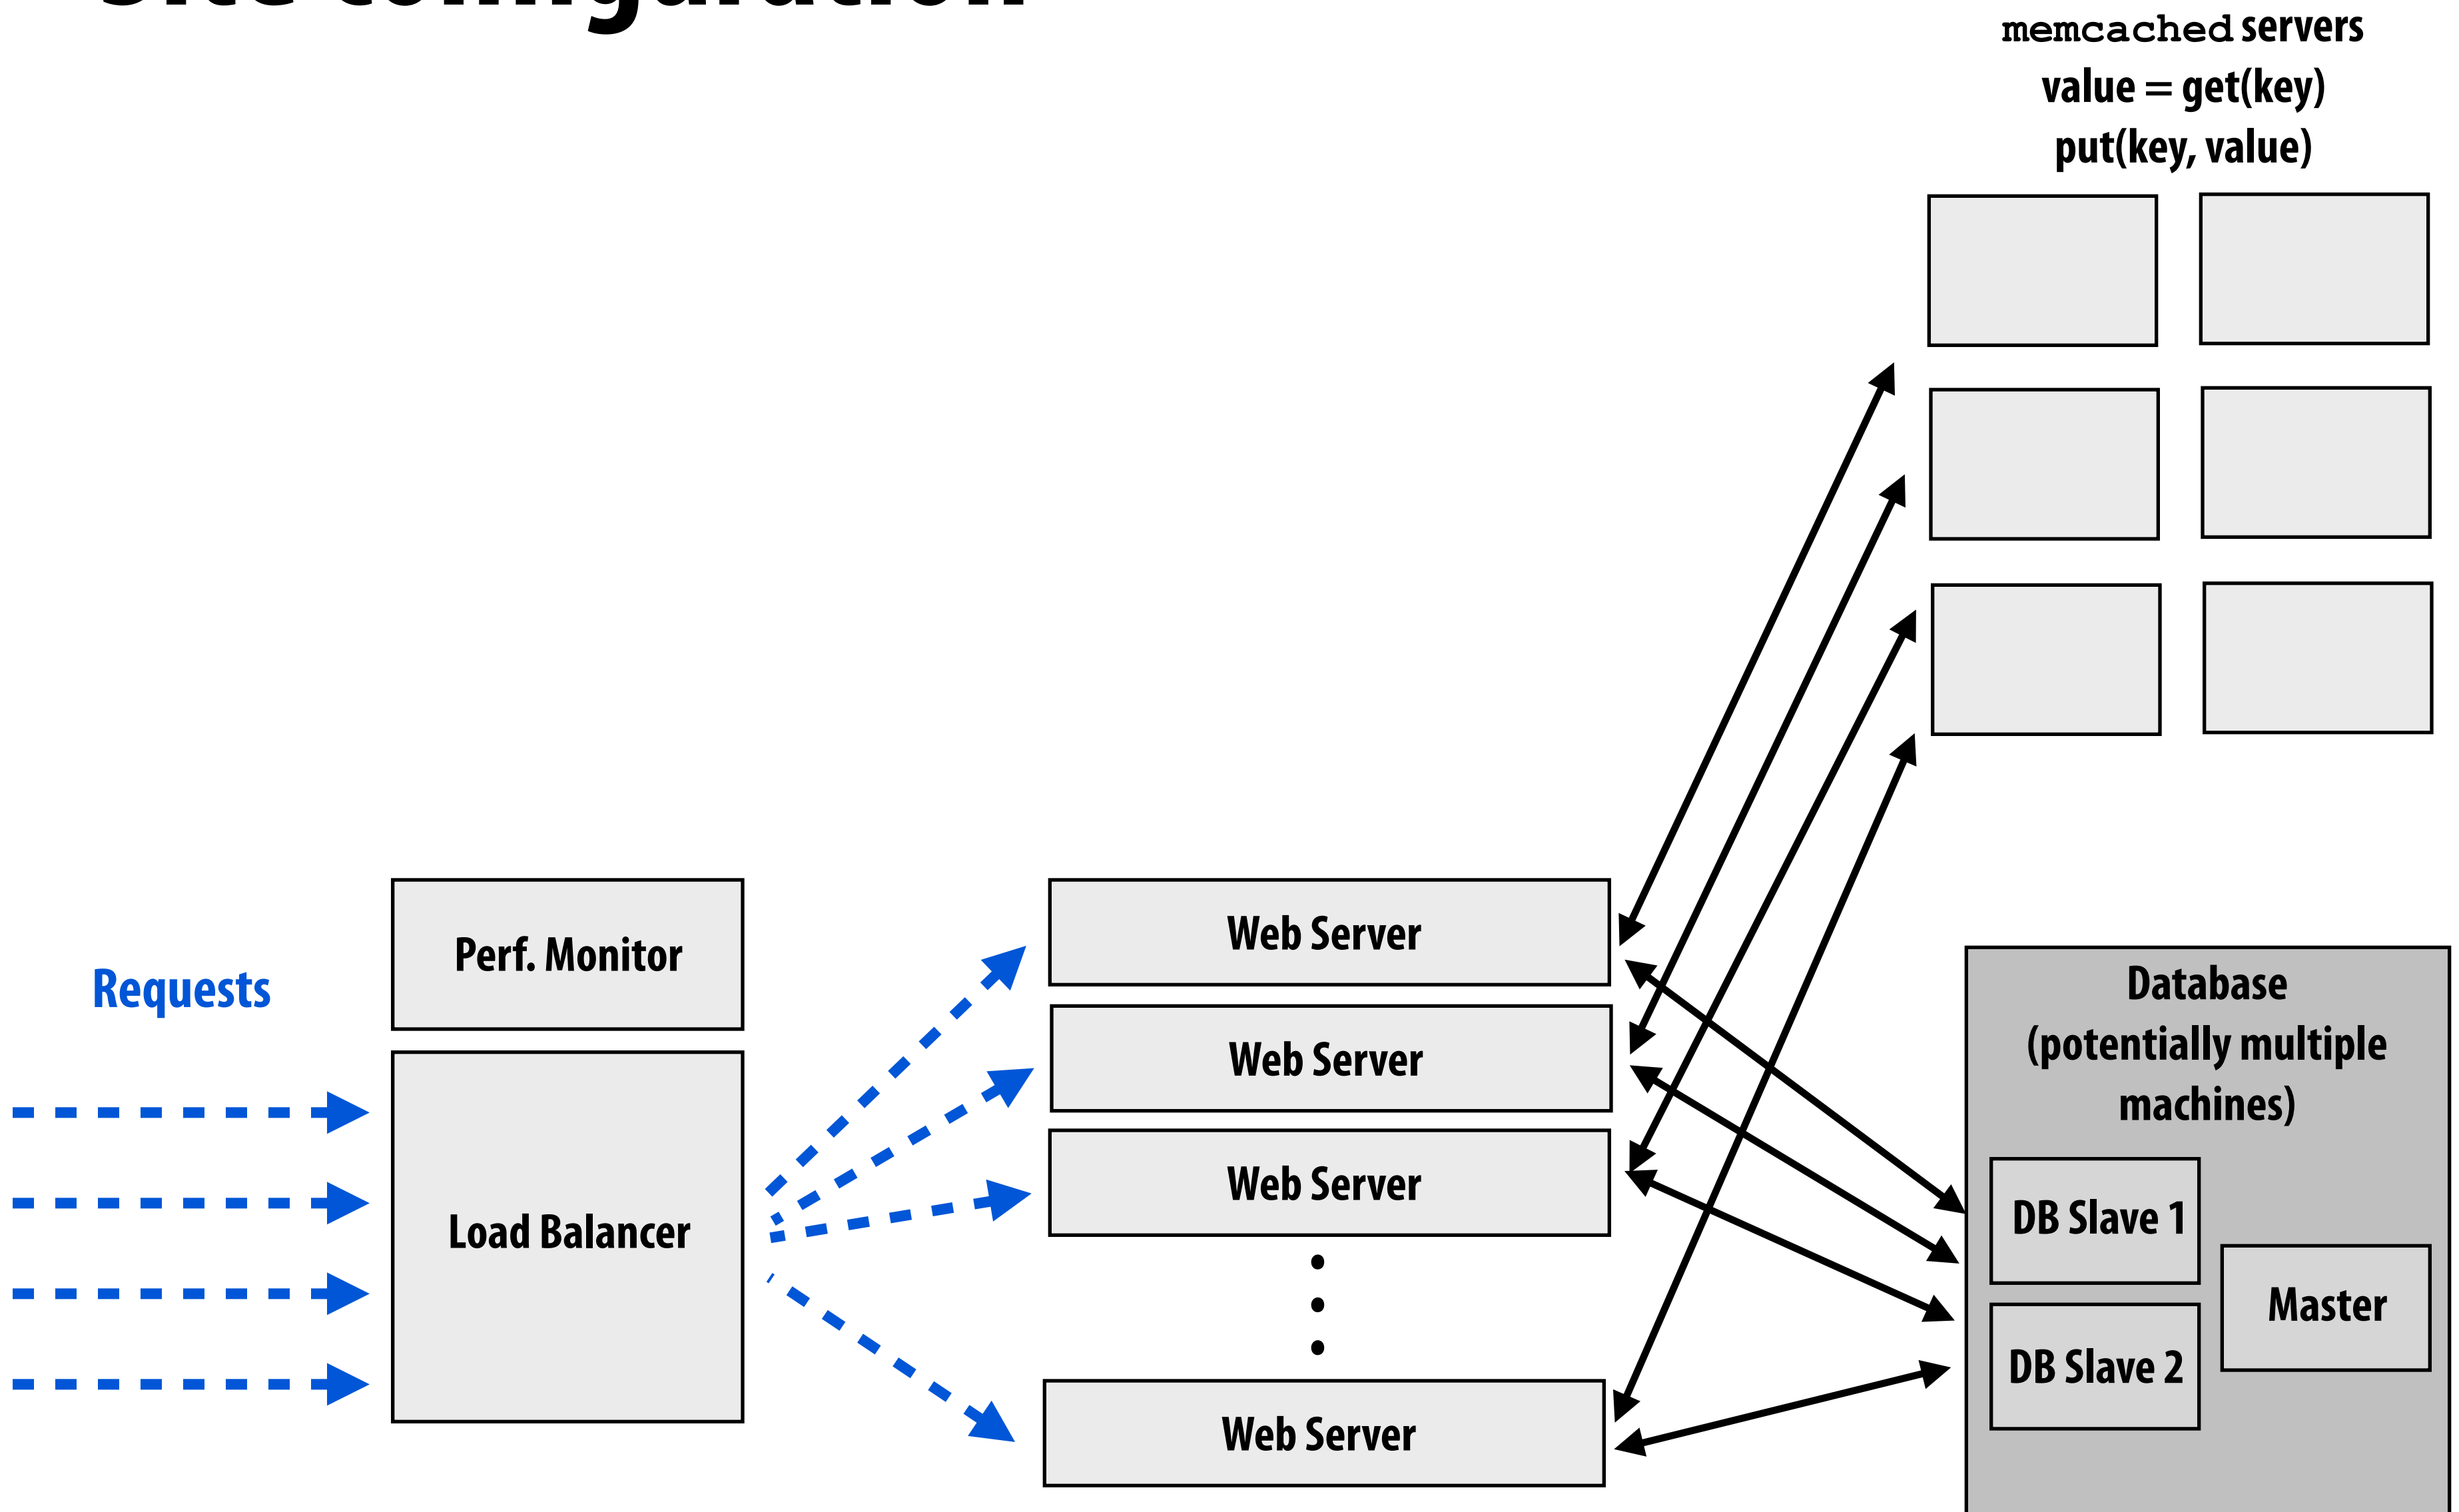 memcached servers
value = get(key)
put(key, value)
Perf. Monitor
Requests
Load Balancer
Web Server
Web Server
Web Server
Web Server
Database
(potentially multiple
machines)
DB Slave 1
Master
DB Slave 2